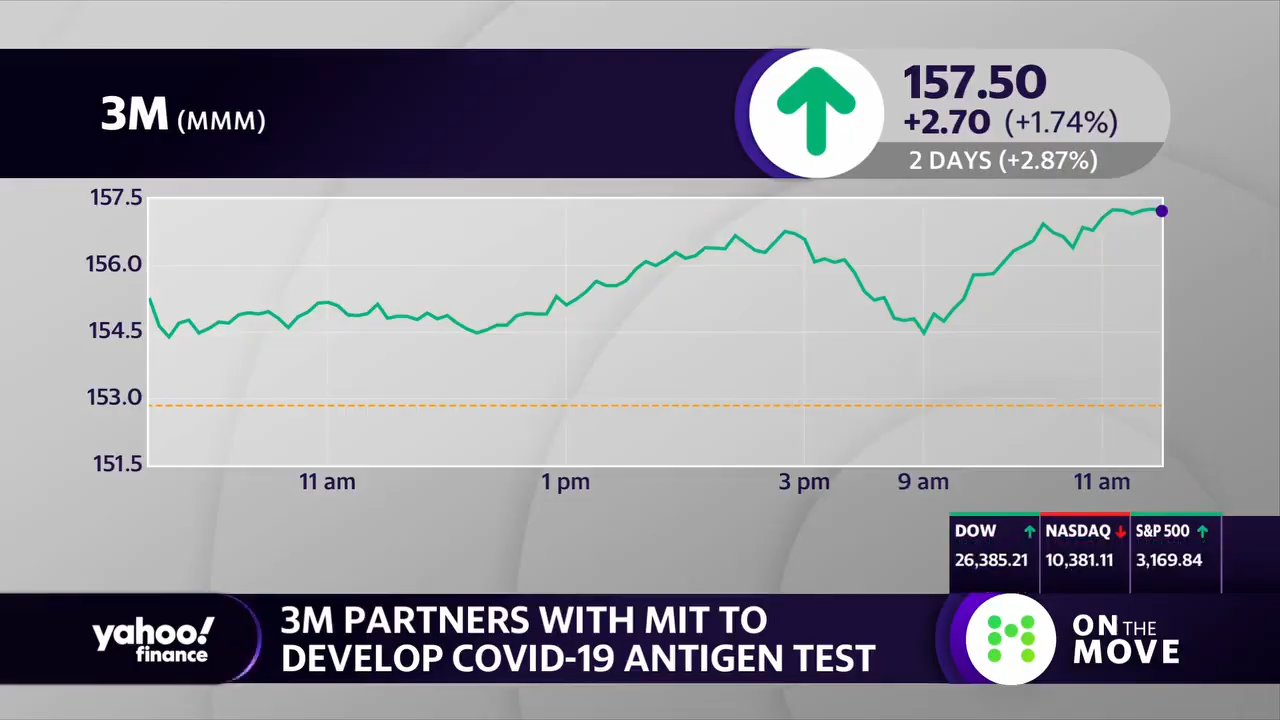 3M (MMM)
157.50
+2.70 (+1.74%)
2 DAYS (+2.87%)
157.5
156.0
154.5
153.0
151.5
11 am
1 pm
3 pm
9 am
11 am
DOW
26,385.21
NASDAQ
10,381.11
S&P 500
3,169.84
yahoo!
finance
3M PARTNERS WITH MIT TO
DEVELOP COVID-19 ANTIGEN TEST
ON THE
MOVE